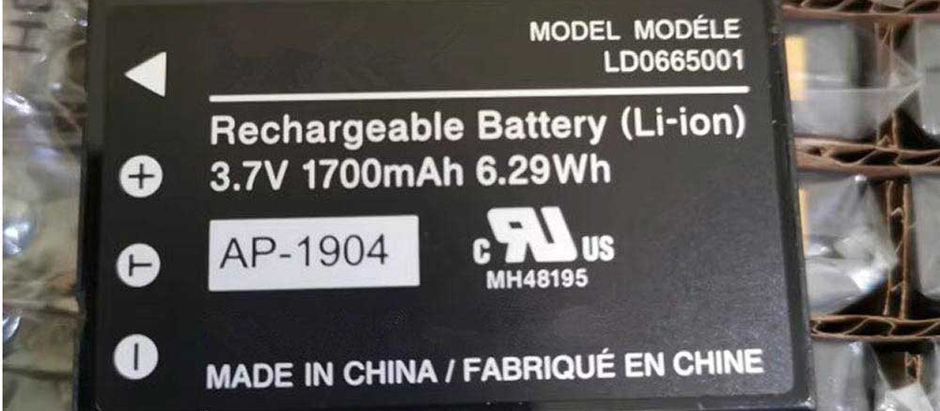 MODEL MODÉLE
LD0665001
Rechargeable Battery (Li-ion)
3.7V 1700mAh 6.29Wh
+
T
−
AP-1904
c RU US
MH48195
MADE IN CHINA / FABRIQUÉ EN CHINE